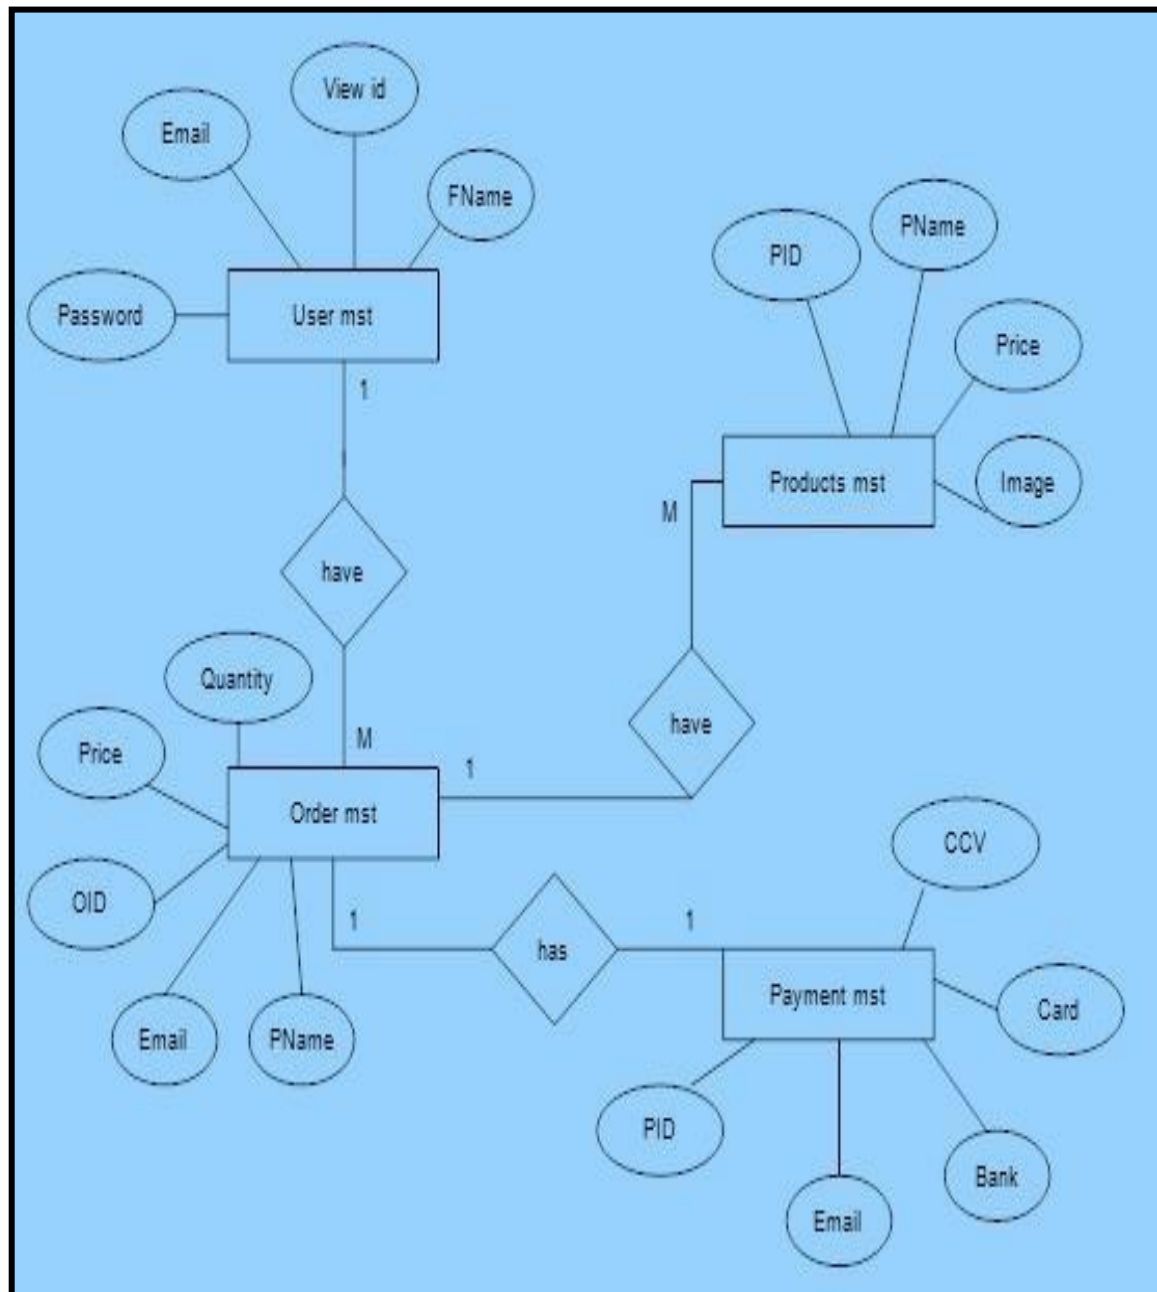 View id
Email
FName
Password
User mst
1
PID
PName
Price
Products mst
Image
M
have
Quantity
have
Price
M
1
Order mst
OID
CCV
1
has
1
Payment mst
Card
Email
PName
PID
Bank
Email